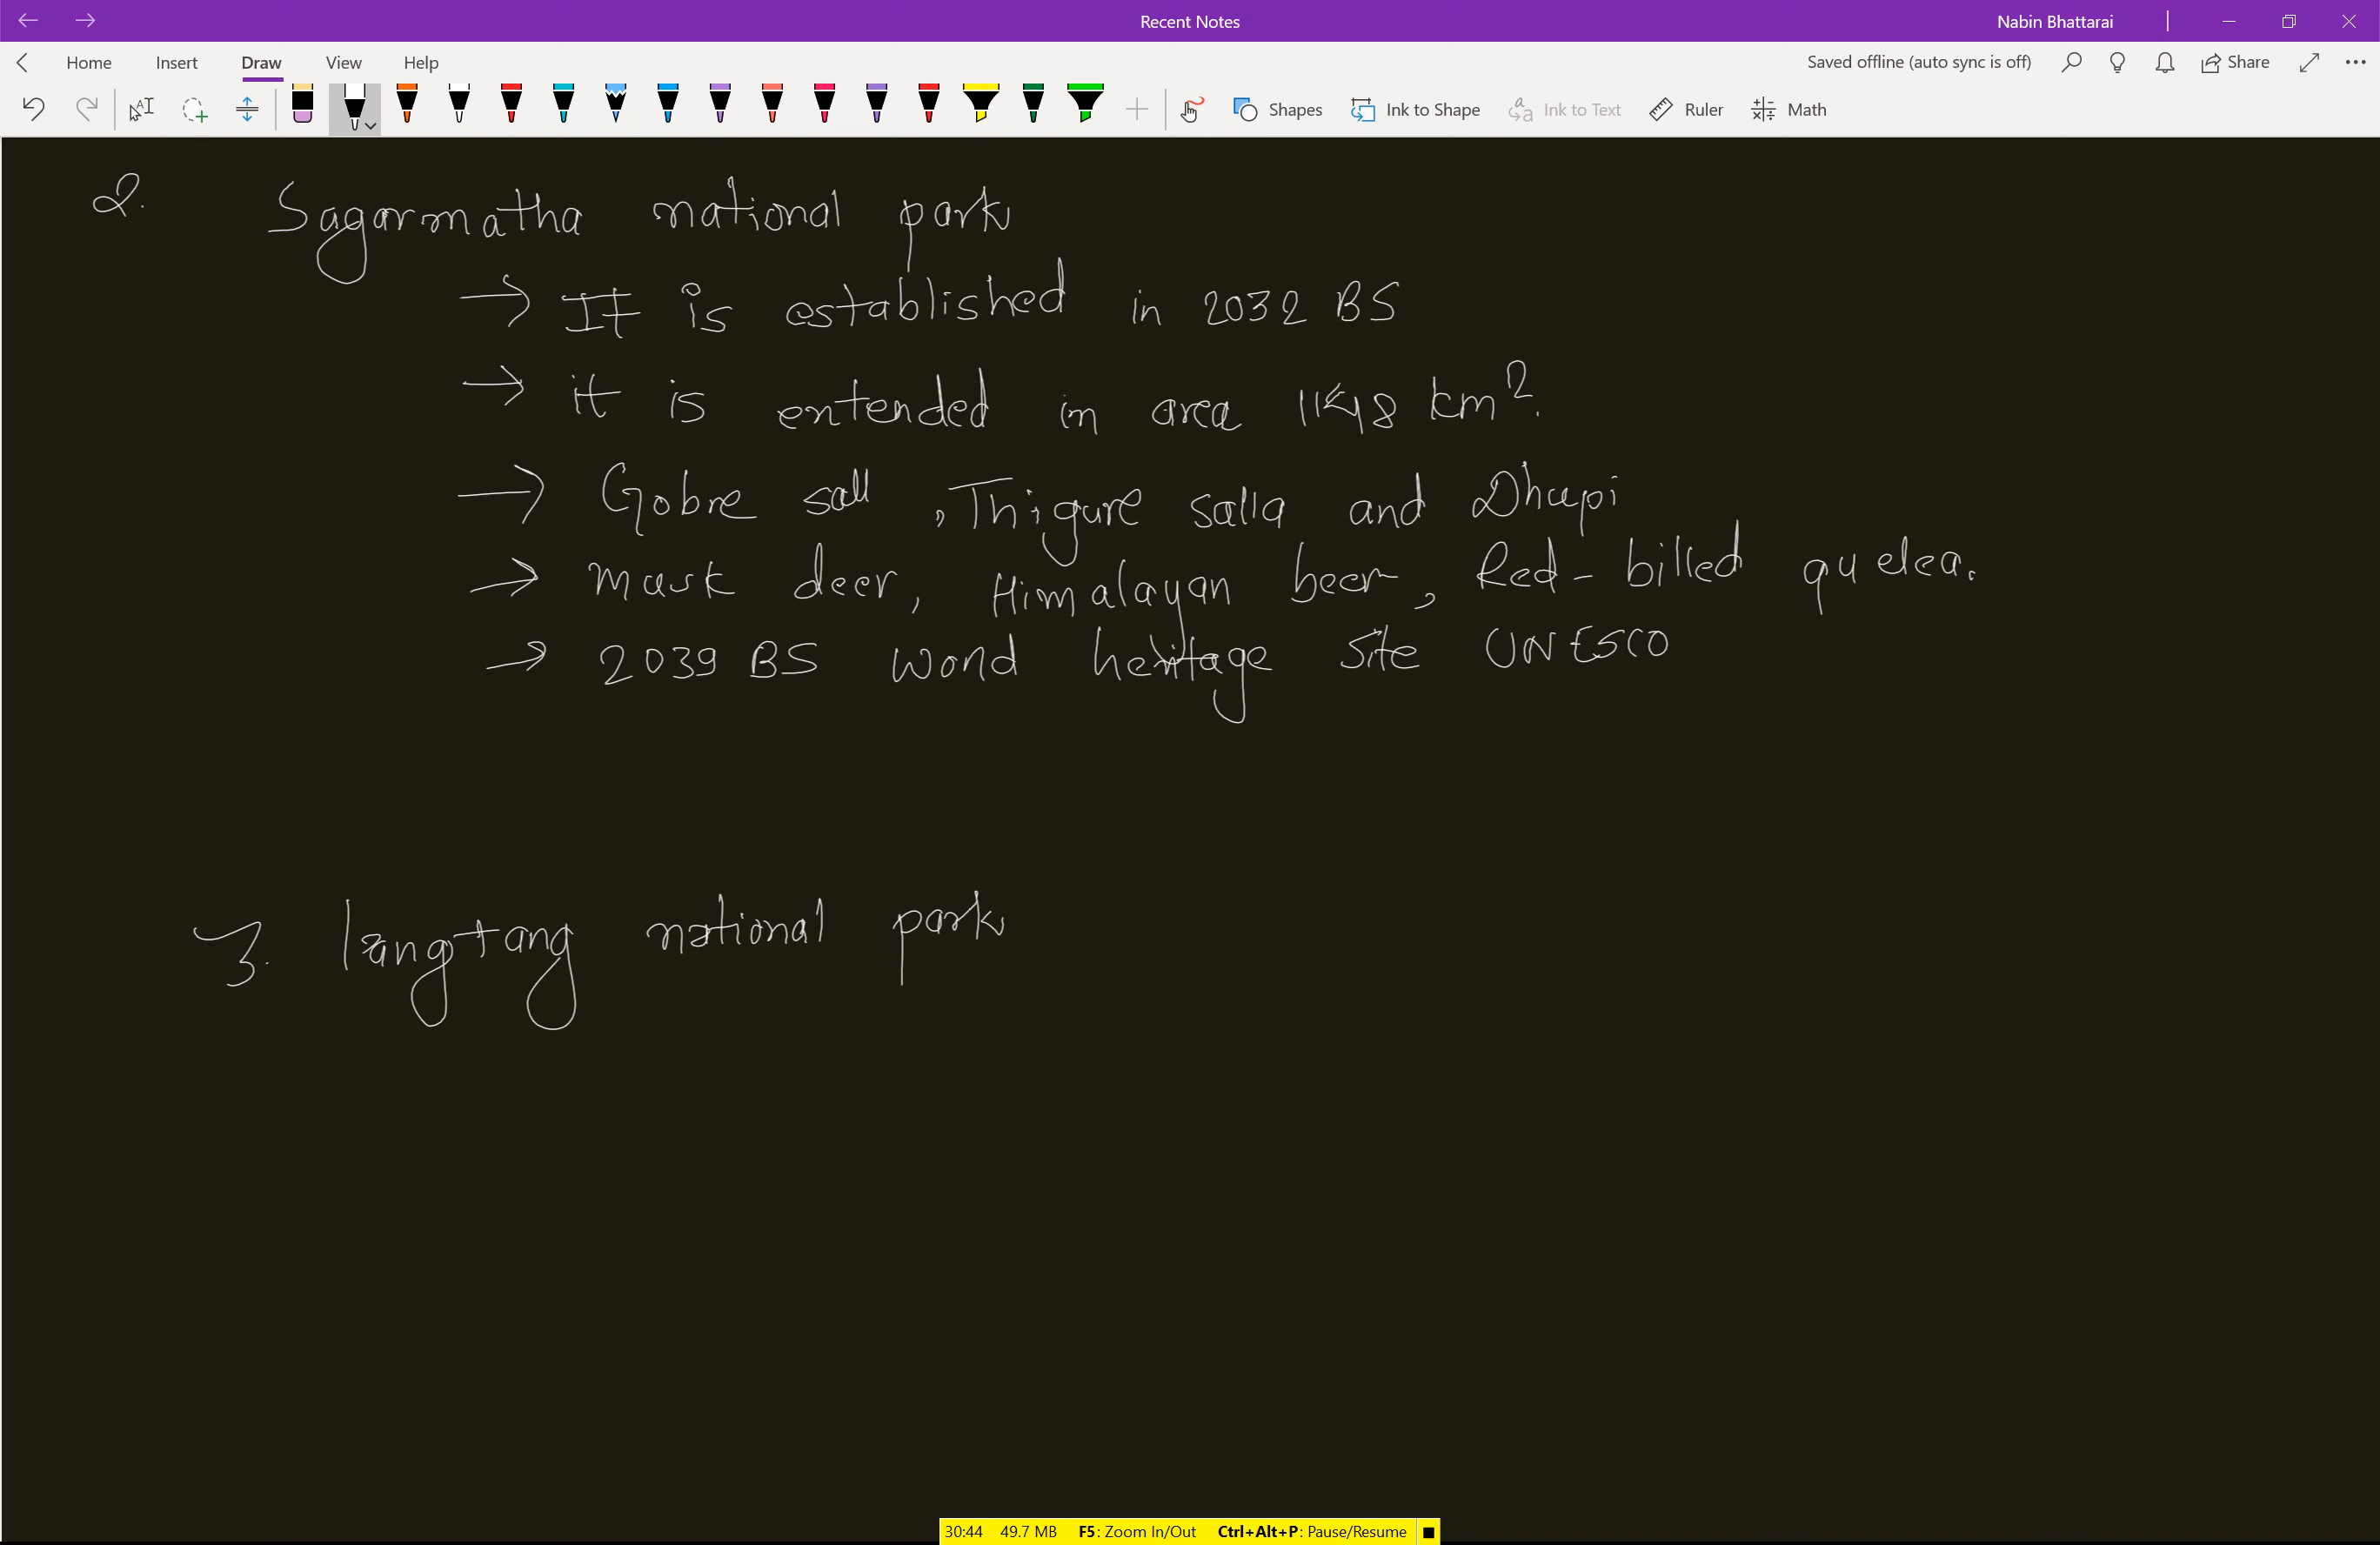 Recent Notes Nabin Bhattarai
Home Insert Draw View Help Saved offline (auto sync is off) Share
Shapes Ink to Shape Ink to Text Ruler Math
2. Sagarmatha national park
→ It is established in 2032 BS
→ it is entended in area 1148 km².
→ Gobre sall , Thigure salla and Dhupi
→ musk deer, Himalayan beer, Red-billed quelea.
→ 2039 BS world heritage site UNESCO
3. langtang national park
30:44 49.7 MB F5: Zoom In/Out Ctrl+Alt+P: Pause/Resume